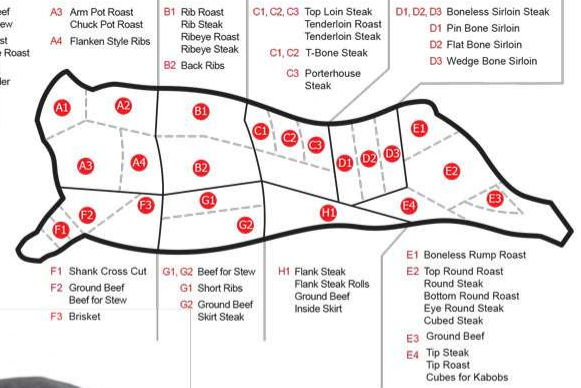 A3 Arm Pot Roast
Chuck Pot Roast
A4 Flanken Style Ribs
Roast
B1 Rib Roast
Rib Steak
Ribeye Roast
Ribeye Steak
B2 Back Ribs
C1, C2, C3 Top Loin Steak
Tenderloin Roast
Tenderloin Steak
C1, C2 T-Bone Steak
C3 Porterhouse
Steak
D1, D2, D3 Boneless Sirloin Steak
D1 Pin Bone Sirloin
D2 Flat Bone Sirloin
D3 Wedge Bone Sirloin
A1
A2
B1
C1
C2
C3
E1
A3
A4
B2
D1
D2
D3
E2
F1
F2
F3
G1
G2
H1
E4
E3
F1 Shank Cross Cut
F2 Ground Beef
Beef for Stew
F3 Brisket
G1, G2 Beef for Stew
G1 Short Ribs
G2 Ground Beef
Skirt Steak
H1 Flank Steak
Flank Steak Rolls
Ground Beef
Inside Skirt
E1 Boneless Rump Roast
E2 Top Round Roast
Round Steak
Bottom Round Roast
Eye Round Steak
Cubed Steak
E3 Ground Beef
E4 Tip Steak
Tip Roast
Cubes for Kabobs